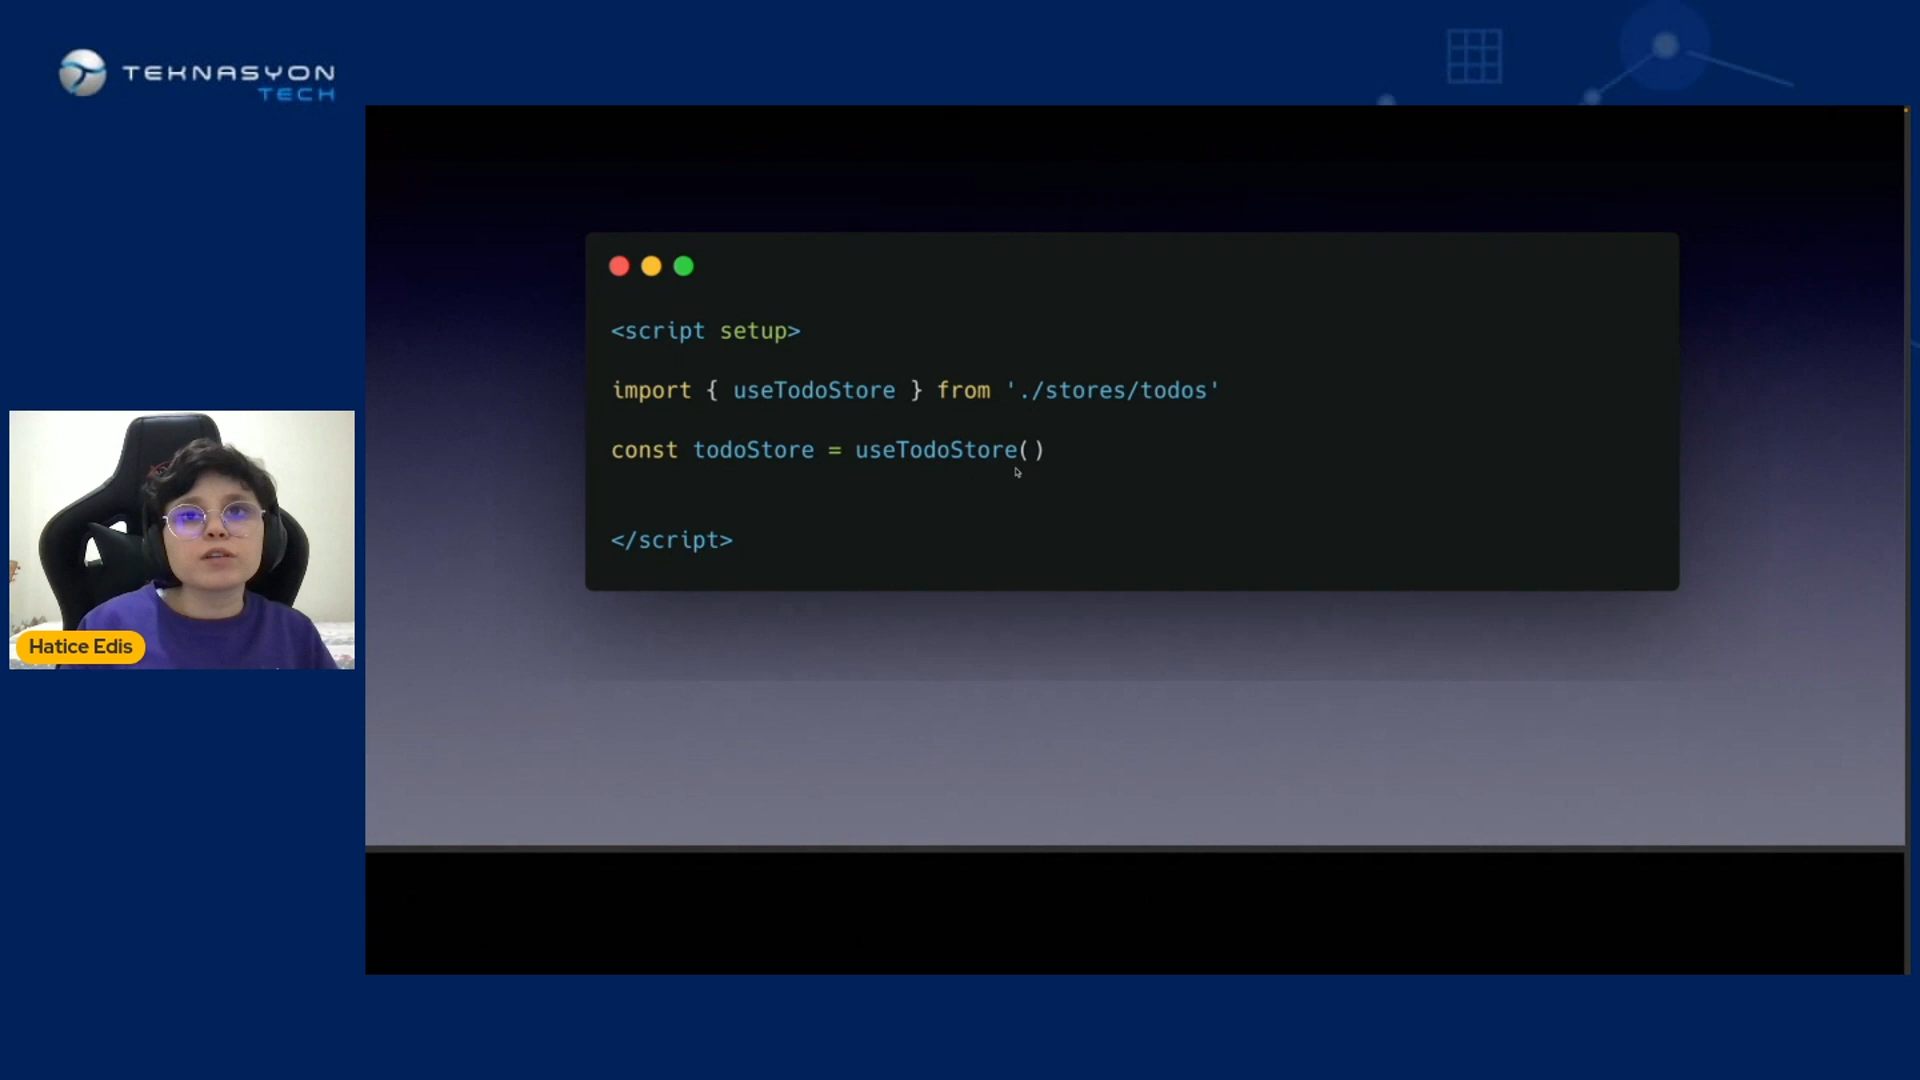 TEKNASYON
TECH
<script setup>
import { useTodoStore } from './stores/todos'
const todoStore = useTodoStore()
</script>
Hatice Edis